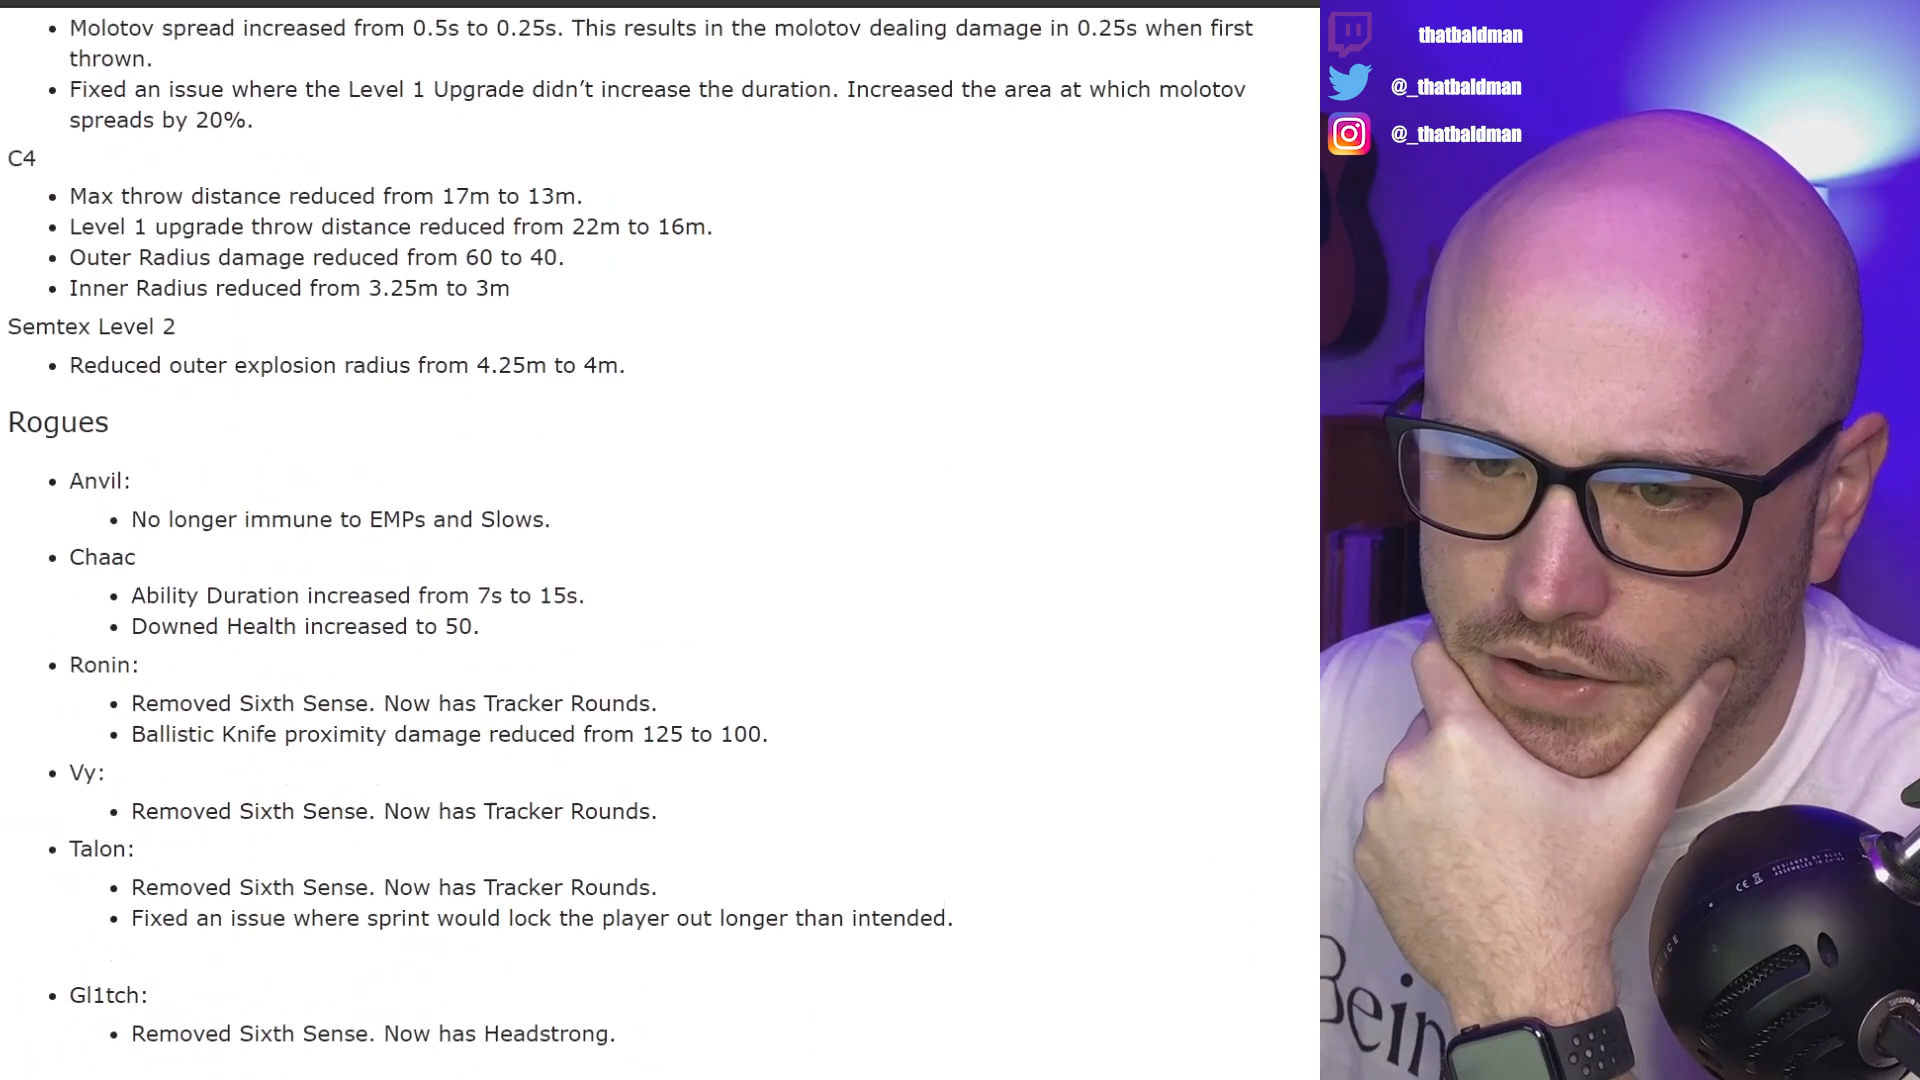 Molotov spread increased from 0.5s to 0.25s. This results in the molotov dealing damage in 0.25s when first
thrown.
Fixed an issue where the Level 1 Upgrade didn’t increase the duration. Increased the area at which molotov
spreads by 20%.
C4
Max throw distance reduced from 17m to 13m.
Level 1 upgrade throw distance reduced from 22m to 16m.
Outer Radius damage reduced from 60 to 40.
Inner Radius reduced from 3.25m to 3m
Semtex Level 2
Reduced outer explosion radius from 4.25m to 4m.
Rogues
Anvil:
No longer immune to EMPs and Slows.
Chaac
Ability Duration increased from 7s to 15s.
Downed Health increased to 50.
Ronin:
Removed Sixth Sense. Now has Tracker Rounds.
Ballistic Knife proximity damage reduced from 125 to 100.
Vy:
Removed Sixth Sense. Now has Tracker Rounds.
Talon:
Removed Sixth Sense. Now has Tracker Rounds.
Fixed an issue where sprint would lock the player out longer than intended.
Gl1tch:
Removed Sixth Sense. Now has Headstrong.
thatbaldman
@_thatbaldman
@_thatbaldman
Bein